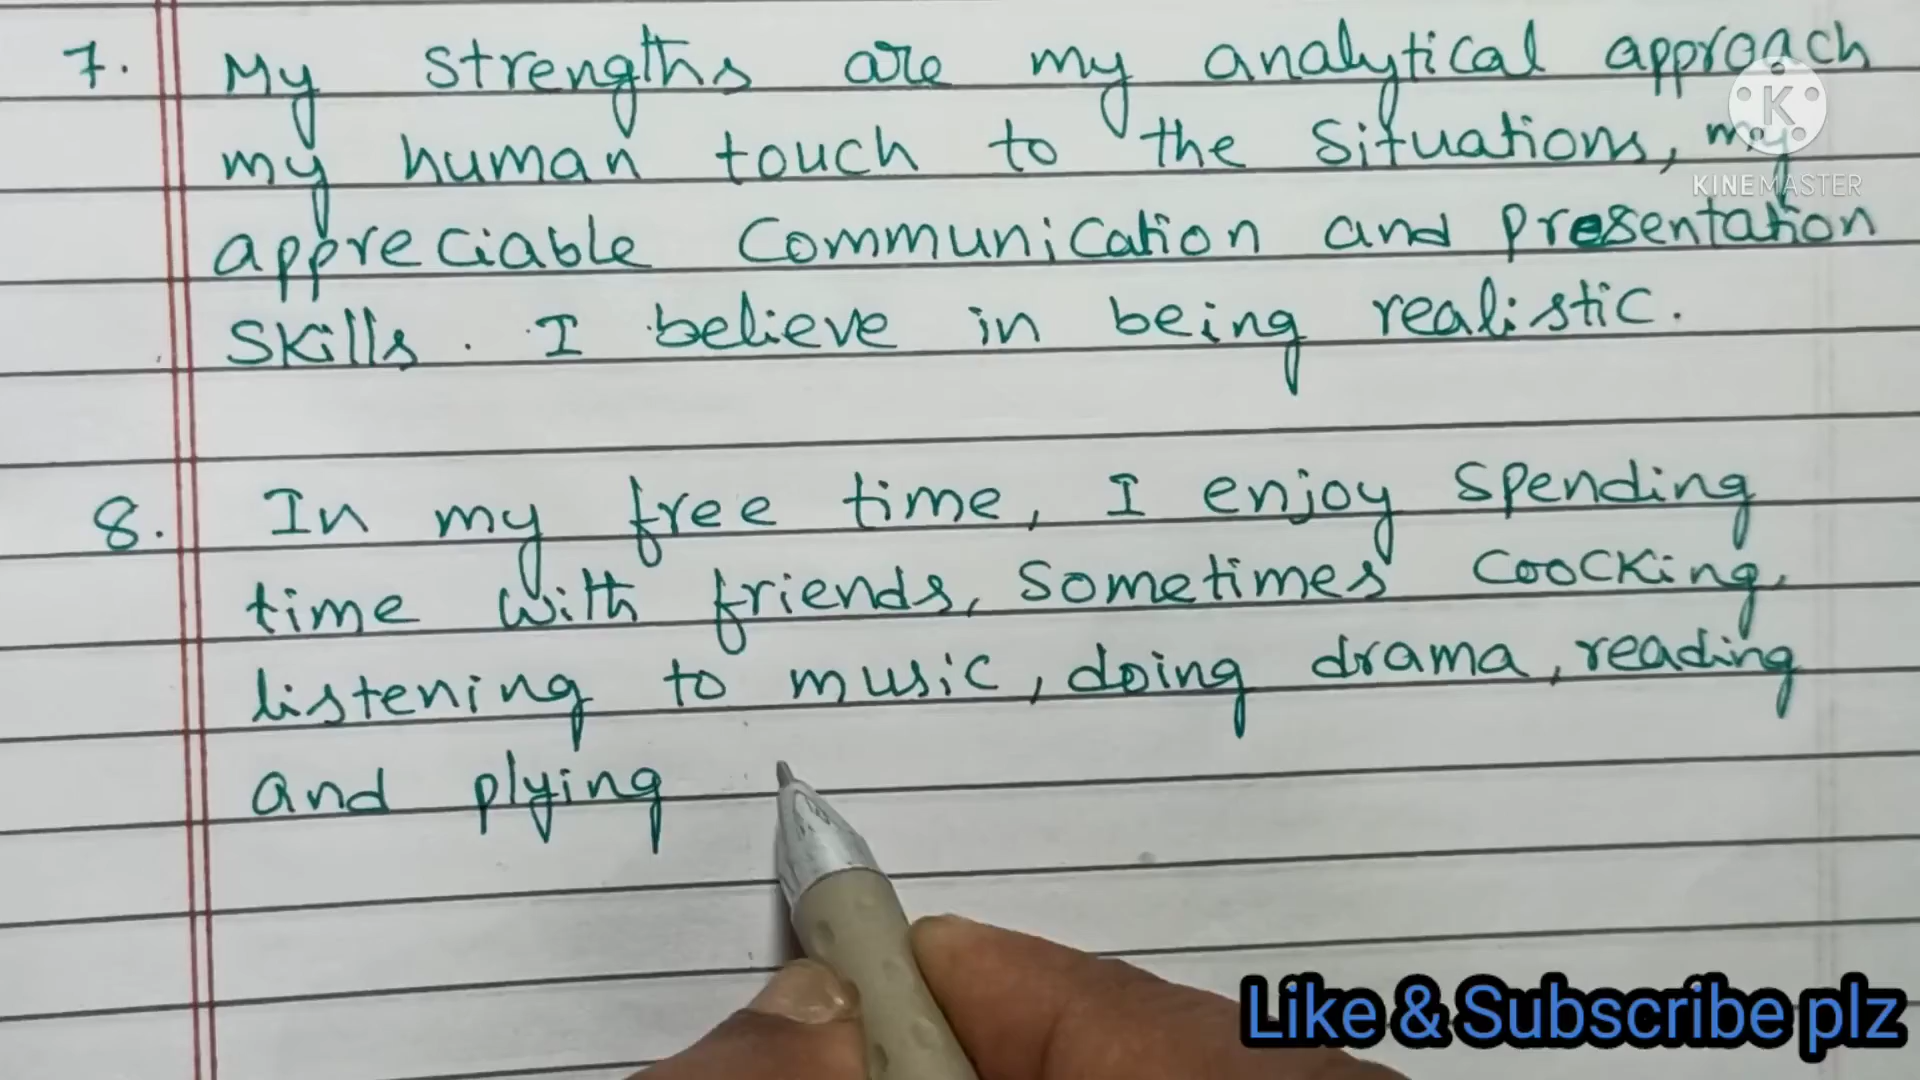 7. My strengths are my analytical approach
my human touch to the situations, my
KINEMASTER
appreciable communication and presentation
skills. I believe in being realistic.
8. In my free time, I enjoy spending
time with friends, sometimes coocking,
listening to music, doing drama, reading
and plying
Like & Subscribe plz